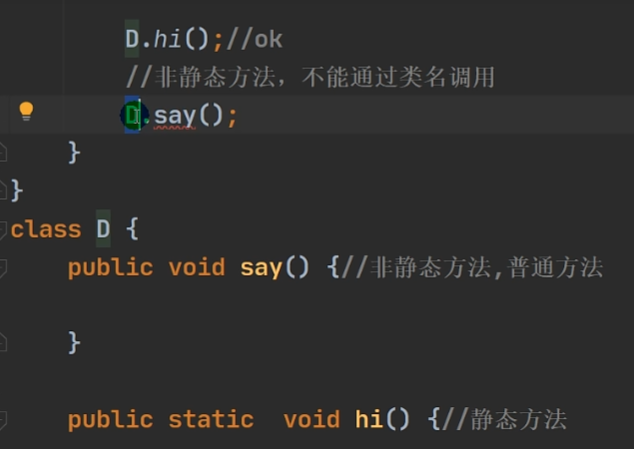 D.hi();//ok
//非静态方法，不能通过类名调用
D.say();
}
}
class D {
public void say() {//非静态方法,普通方法
}
public static  void hi() {//静态方法